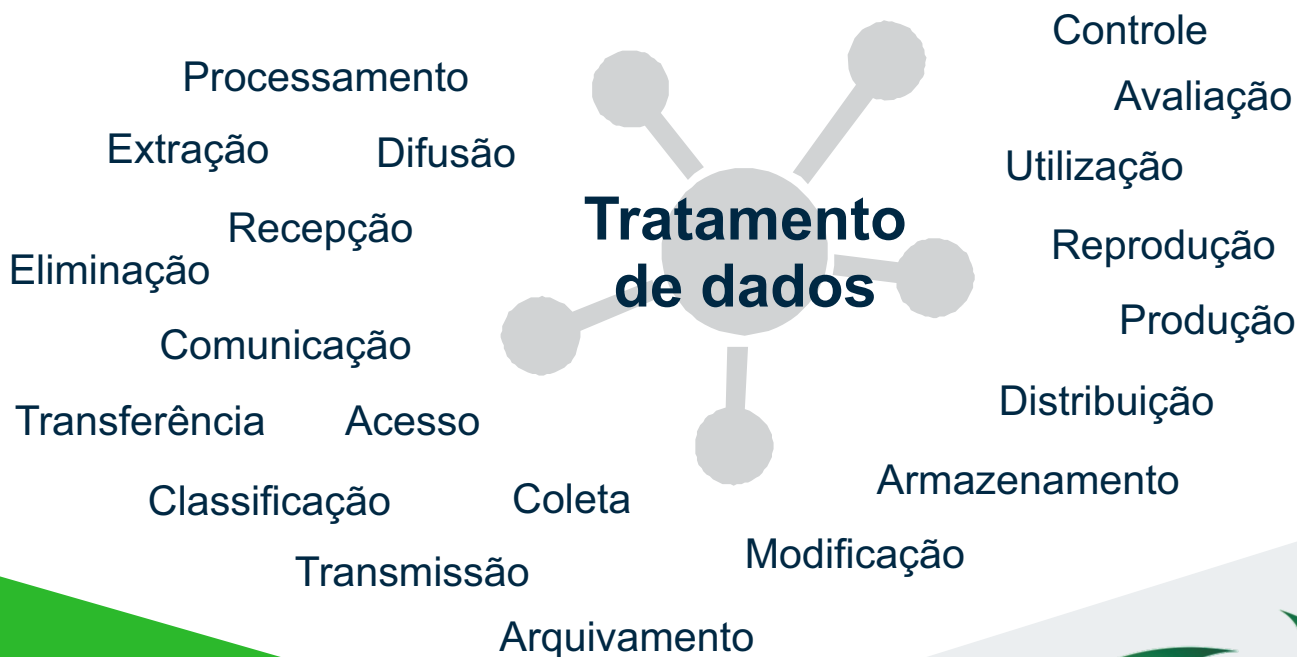 Controle
Processamento
Avaliação
Extração
Difusão
Utilização
Recepção
Tratamento
de dados
Reprodução
Eliminação
Produção
Comunicação
Distribuição
Transferência
Acesso
Armazenamento
Classificação
Coleta
Modificação
Transmissão
Arquivamento